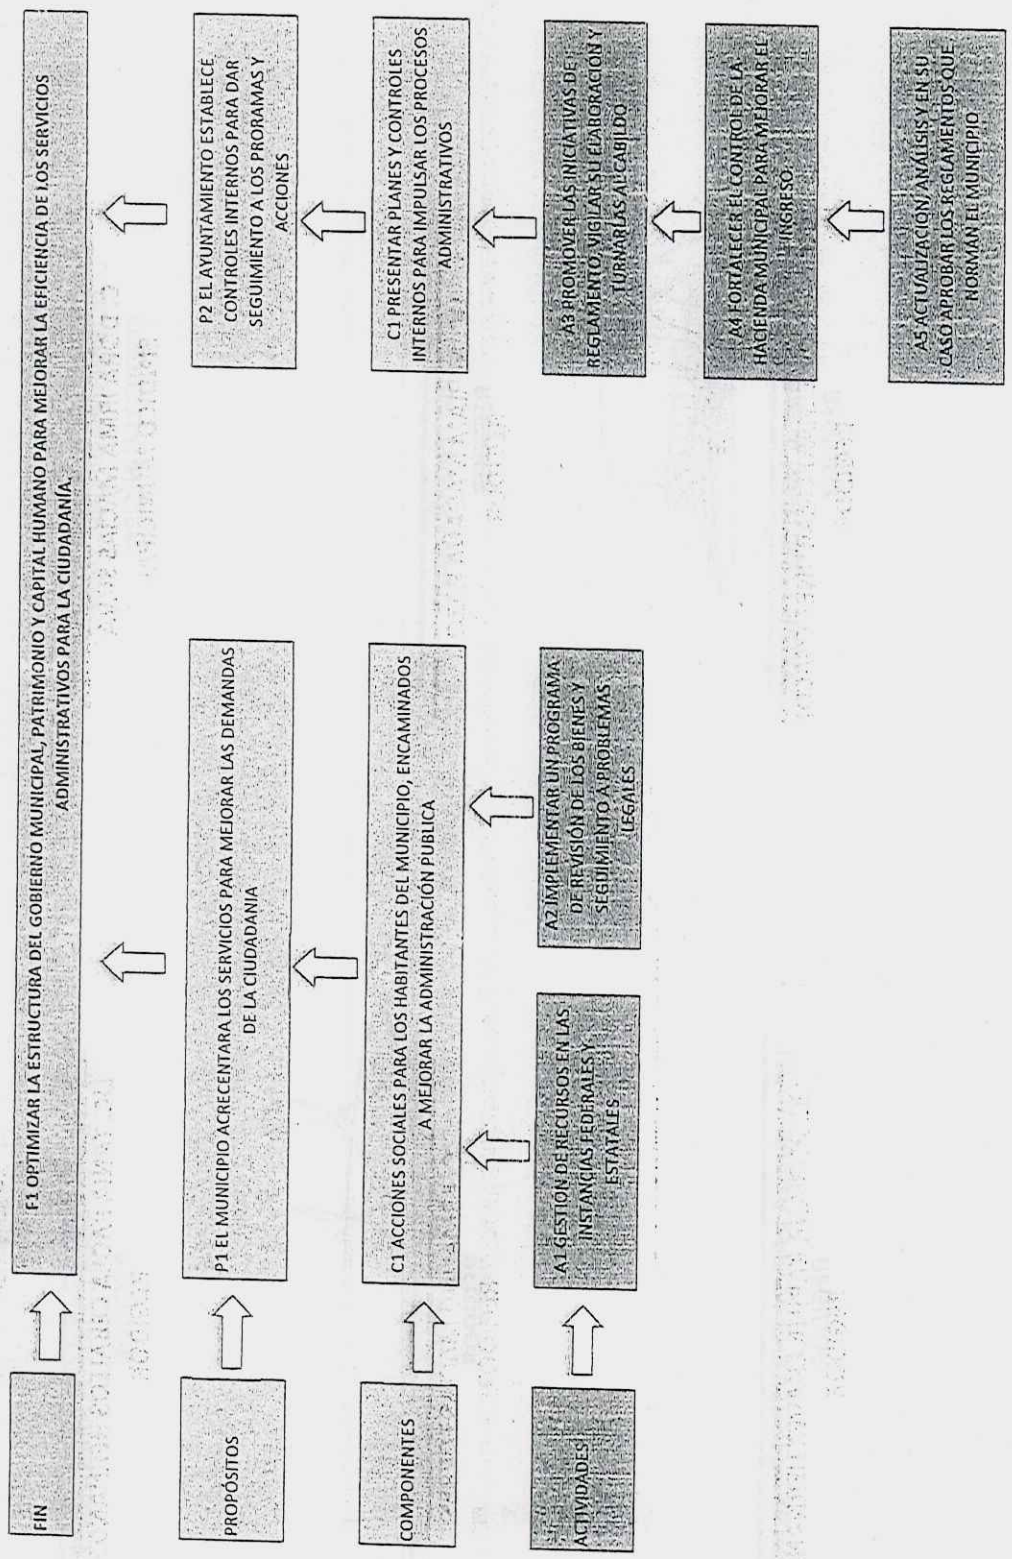 FIN
F1 OPTIMIZAR LA ESTRUCTURA DEL GOBIERNO MUNICIPAL, PATRIMONIO Y CAPITAL HUMANO PARA MEJORAR LA EFICIENCIA DE LOS SERVICIOS
ADMINISTRATIVOS PARA LA CIUDADANÍA.
PROPÓSITOS
P1 EL MUNICIPIO ACRECENTARA LOS SERVICIOS PARA MEJORAR LAS DEMANDAS
DE LA CIUDADANIA
P2 EL AYUNTAMIENTO ESTABLECE
CONTROLES INTERNOS PARA DAR
SEGUIMIENTO A LOS PRORAMAS Y
ACCIONES
COMPONENTES
C1 ACCIONES SOCIALES PARA LOS HABITANTES DEL MUNICIPIO, ENCAMINADOS
A MEJORAR LA ADMINISTRACIÓN PUBLICA
C1 PRESENTAR PLANES Y CONTROLES
INTERNOS PARA IMPULSAR LOS PROCESOS
ADMINISTRATIVOS
ACTIVIDADES
A1 GESTION DE RECURSOS EN LAS
INSTANCIAS FEDERALES Y
ESTATALES
A2 IMPLEMENTAR UN PROGRAMA
DE REVISIÓN DE LOS BIENES Y
SEGUIMIENTO A PROBLEMAS
LEGALES
A3 PROMOVER LAS INICIATIVAS DE
REGLAMENTO, VIGILAR SU ELABORACIÓN Y
TURNARLAS AL CABILDO
A4 FORTALECER EL CONTROL DE LA
HACIENDA MUNICIPAL PARA MEJORAR EL
INGRESO.
A5 ACTUALIZACION, ANÁLISIS Y EN SU
CASO APROBAR LOS REGLAMENTOS QUE
NORMAN EL MUNICIPIO